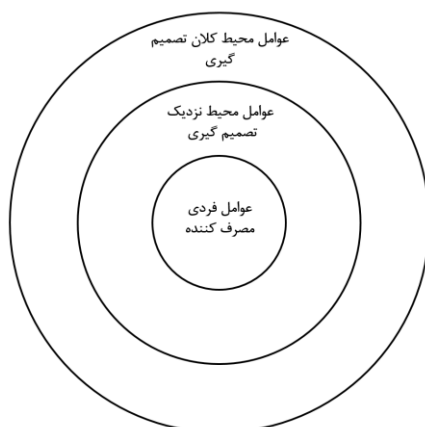 عوامل محیط کلان تصمیم
گیری
عوامل محیط نزدیک
تصمیم گیری
عوامل فردی
مصرف کننده